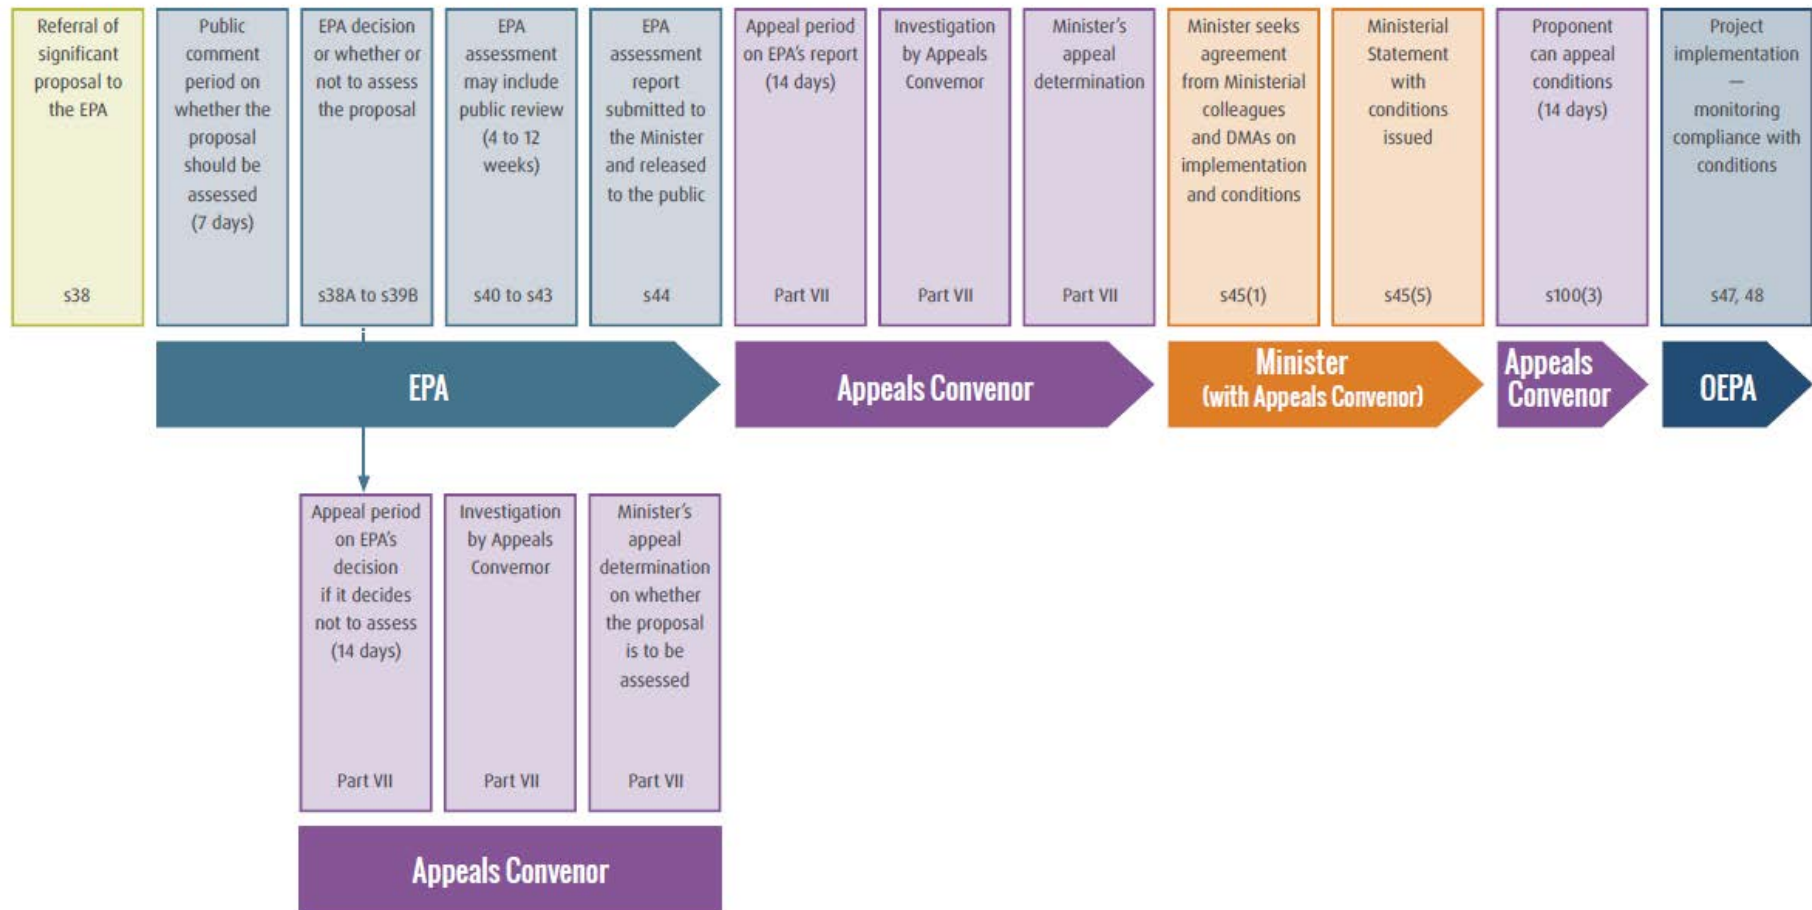 Referral of
significant
proposal to
the EPA
s38
Public
comment
period on
whether the
proposal
should be
assessed
(7 days)
EPA decision
or whether or
not to assess
the proposal
s38A to s39B
EPA
assessment
may include
public review
(4 to 12
weeks)
s40 to s43
EPA
assessment
report
submitted to
the Minister
and released
to the public
s44
Appeal period
on EPA's report
(14 days)
Part VII
Investigation
by Appeals
Convemor
Part VII
Minister's
appeal
determination
Part VII
Minister seeks
agreement
from Ministerial
colleagues
and DMAs on
implementation
and conditions
s45(1)
Ministerial
Statement
with
conditions
issued
s45(5)
Proponent
can appeal
conditions
(14 days)
s100(3)
Project
implementation
—
monitoring
compliance with
conditions
s47, 48
EPA
Appeals Convenor
Minister
(with Appeals Convenor)
Appeals
Convenor
OEPA
Appeal period
on EPA's
decision
if it decides
not to assess
(14 days)
Part VII
Investigation
by Appeals
Convemor
Part VII
Minister's
appeal
determination
on whether
the proposal
is to be
assessed
Part VII
Appeals Convenor